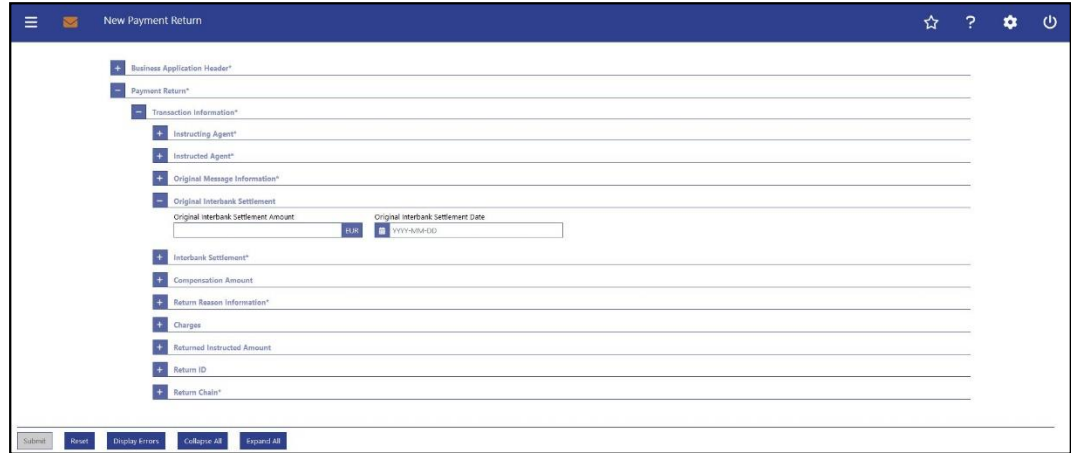 New Payment Return
?
+ Business Application Header*
− Payment Return*
− Transaction Information*
+ Instructing Agent*
+ Instructed Agent*
+ Original Message Information*
− Original Interbank Settlement
Original Interbank Settlement Amount Original Interbank Settlement Date
EUR YYYY-MM-DD
+ Interbank Settlement*
+ Compensation Amount
+ Return Reason Information*
+ Charges
+ Returned Instructed Amount
+ Return ID
+ Return Chain*
Submit Reset Display Errors Collapse All Expand All